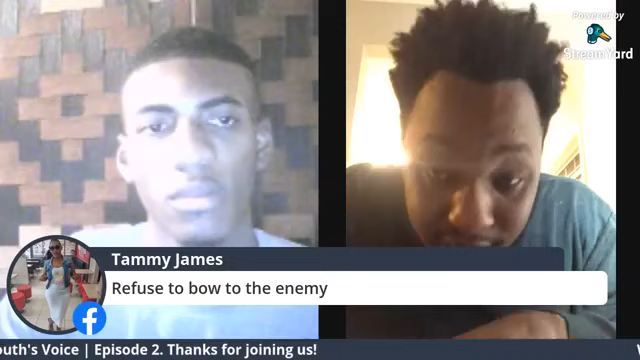 Powered by
StreamYard
Tammy James
Refuse to bow to the enemy
outh's Voice | Episode 2. Thanks for joining us!